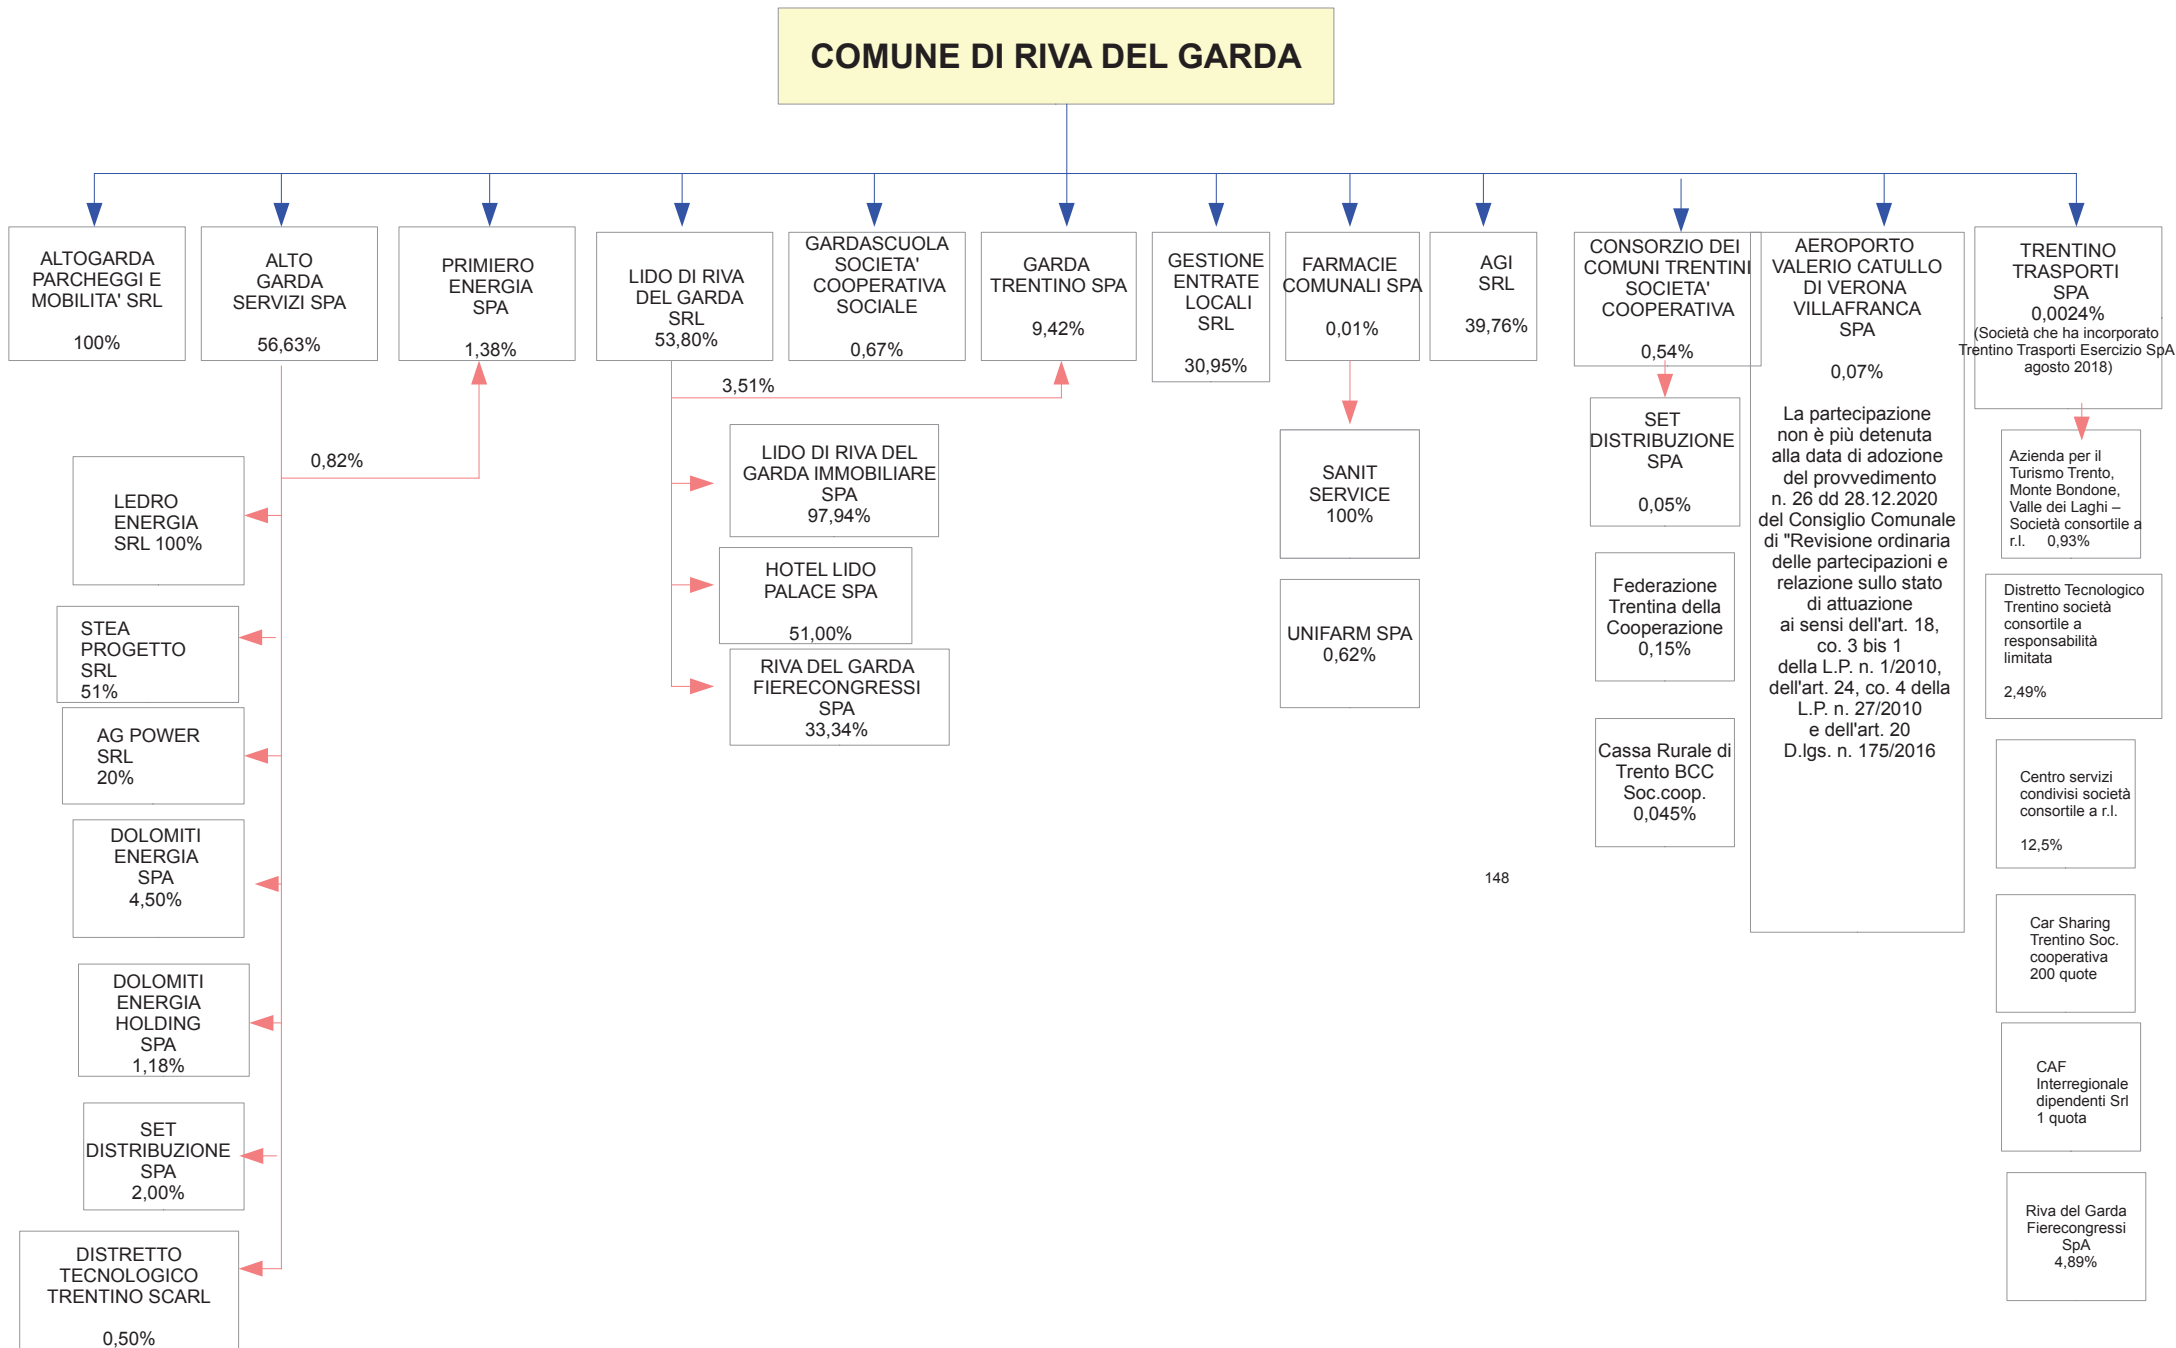 COMUNE DI RIVA DEL GARDA
ALTOGARDA
PARCHEGGI E
MOBILITA' SRL
100%
ALTO
GARDA
SERVIZI SPA
56,63%
PRIMIERO
ENERGIA
SPA
1,38%
LIDO DI RIVA
DEL GARDA
SRL
53,80%
GARDASCUOLA
SOCIETA'
COOPERATIVA
SOCIALE
0,67%
GARDA
TRENTINO SPA
9,42%
GESTIONE
ENTRATE
LOCALI
SRL
30,95%
FARMACIE
COMUNALI SPA
0,01%
AGI
SRL
39,76%
CONSORZIO DEI
COMUNI TRENTINI
SOCIETA'
COOPERATIVA
0,54%
AEROPORTO
VALERIO CATULLO
DI VERONA
VILLAFRANCA
SPA
0,07%
La partecipazione
non è più detenuta
alla data di adozione
del provvedimento
n. 26 dd 28.12.2020
del Consiglio Comunale
di "Revisione ordinaria
delle partecipazioni e
relazione sullo stato
di attuazione
ai sensi dell'art. 18,
co. 3 bis 1
della L.P. n. 1/2010,
dell'art. 24, co. 4 della
L.P. n. 27/2010
e dell'art. 20
D.lgs. n. 175/2016
TRENTINO
TRASPORTI
SPA
0,0024%
(Società che ha incorporato
Trentino Trasporti Esercizio SpA
agosto 2018)
0,82%
LEDRO
ENERGIA
SRL 100%
STEA
PROGETTO
SRL
51%
AG POWER
SRL
20%
DOLOMITI
ENERGIA
SPA
4,50%
DOLOMITI
ENERGIA
HOLDING
SPA
1,18%
SET
DISTRIBUZIONE
SPA
2,00%
DISTRETTO
TECNOLOGICO
TRENTINO SCARL
0,50%
3,51%
LIDO DI RIVA DEL
GARDA IMMOBILIARE
SPA
97,94%
HOTEL LIDO
PALACE SPA
51,00%
RIVA DEL GARDA
FIERECONGRESSI
SPA
33,34%
SANIT
SERVICE
100%
UNIFARM SPA
0,62%
SET
DISTRIBUZIONE
SPA
0,05%
Federazione
Trentina della
Cooperazione
0,15%
Cassa Rurale di
Trento BCC
Soc.coop.
0,045%
Azienda per il
Turismo Trento,
Monte Bondone,
Valle dei Laghi –
Società consortile a
r.l. 0,93%
Distretto Tecnologico
Trentino società
consortile a
responsabilità
limitata
2,49%
Centro servizi
condivisi società
consortile a r.l.
12,5%
Car Sharing
Trentino Soc.
cooperativa
200 quote
CAF
Interregionale
dipendenti Srl
1 quota
Riva del Garda
Fierecongressi
SpA
4,89%
148